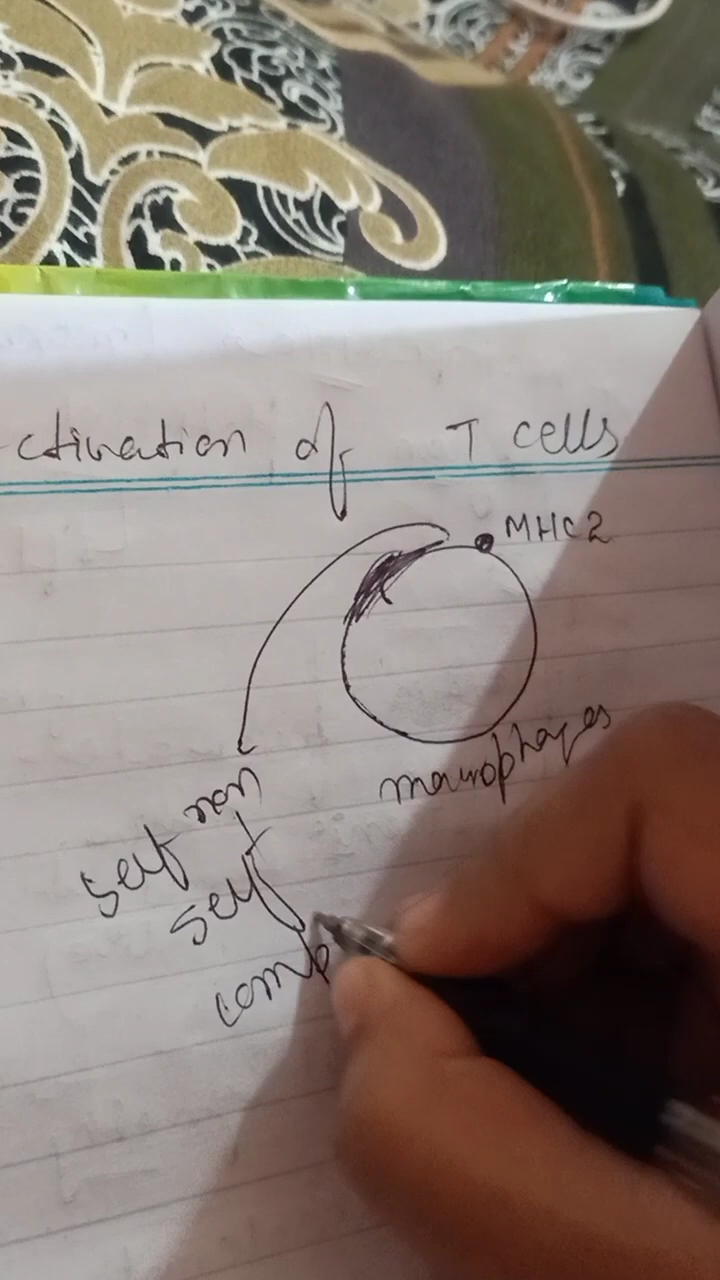 ctivation of T cells
MHC2
macrophages
self non
self
comp